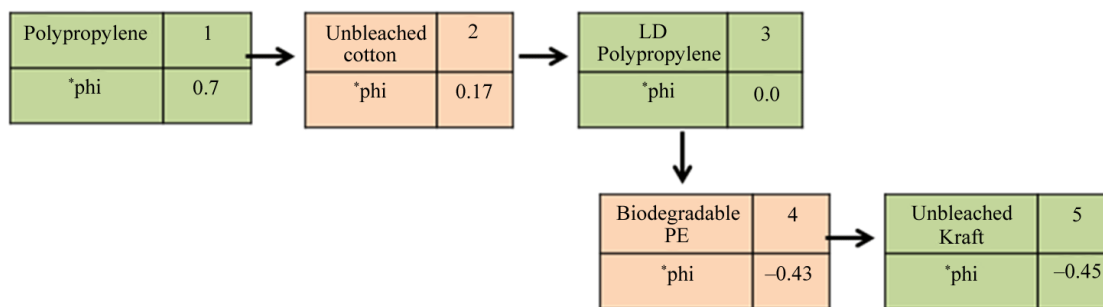 Polypropylene 1
*phi 0.7
Unbleached 2
cotton
*phi 0.17
LD 3
Polypropylene
*phi 0.0
Biodegradable 4
PE
*phi –0.43
Unbleached 5
Kraft
*phi –0.45